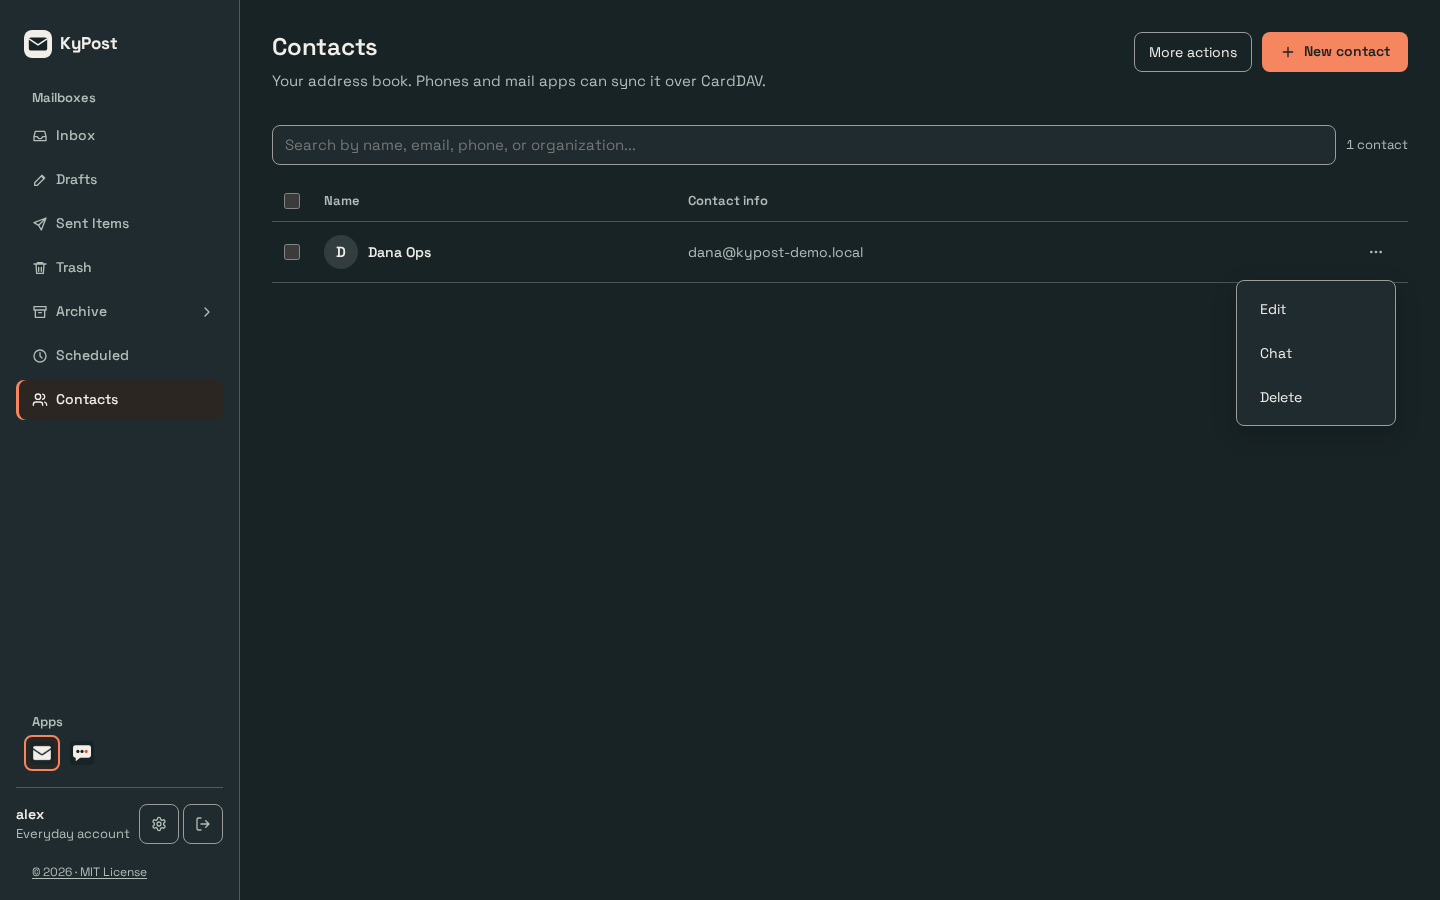 KyPost
Mailboxes
Inbox
Drafts
Sent Items
Trash
Archive
Scheduled
Contacts
Apps
alex
Everyday account
© 2026 · MIT License
Contacts
Your address book. Phones and mail apps can sync it over CardDAV.
More actions
New contact
Search by name, email, phone, or organization...
1 contact
Name Contact info
D Dana Ops dana@kypost-demo.local
Edit
Chat
Delete